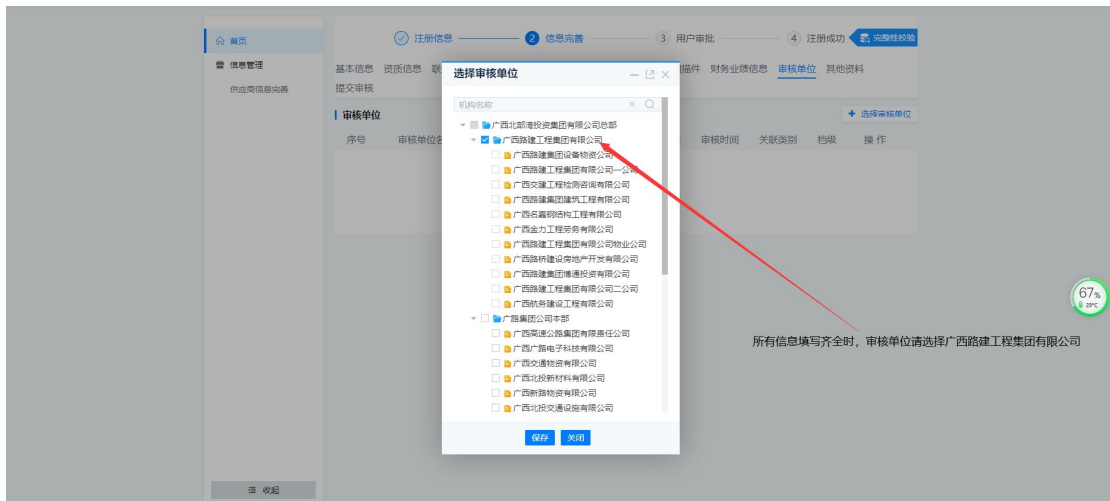 首页
信息管理
供应商信息完善
收起
注册信息
2 信息完善
3 用户审批
4 注册成功
完整性校验
基本信息 资质信息 联
描件 财务业绩信息 审核单位 其他资料
提交审核
审核单位
+ 选择审核单位
序号 审核单位名
审核时间 关联类别 档级 操作
选择审核单位
机构名称
广西北部湾投资集团有限公司总部
广西路建工程集团有限公司
广西路建集团设备物资公司
广西路建工程集团有限公司一公司
广西交建工程检测咨询有限公司
广西路建集团建筑工程有限公司
广西名嘉钢结构工程有限公司
广西金力工程劳务有限公司
广西路建工程集团有限公司物业公司
广西路桥建设房地产开发有限公司
广西路建集团博通投资有限公司
广西路建工程集团有限公司二公司
广西航务建设工程有限公司
广路集团公司本部
广西高速公路集团有限责任公司
广西广路电子科技有限公司
广西交通物资有限公司
广西北投新材料有限公司
广西新路物资有限公司
广西北投交通设施有限公司
保存 关闭
67%
29℃
所有信息填写齐全时，审核单位请选择广西路建工程集团有限公司